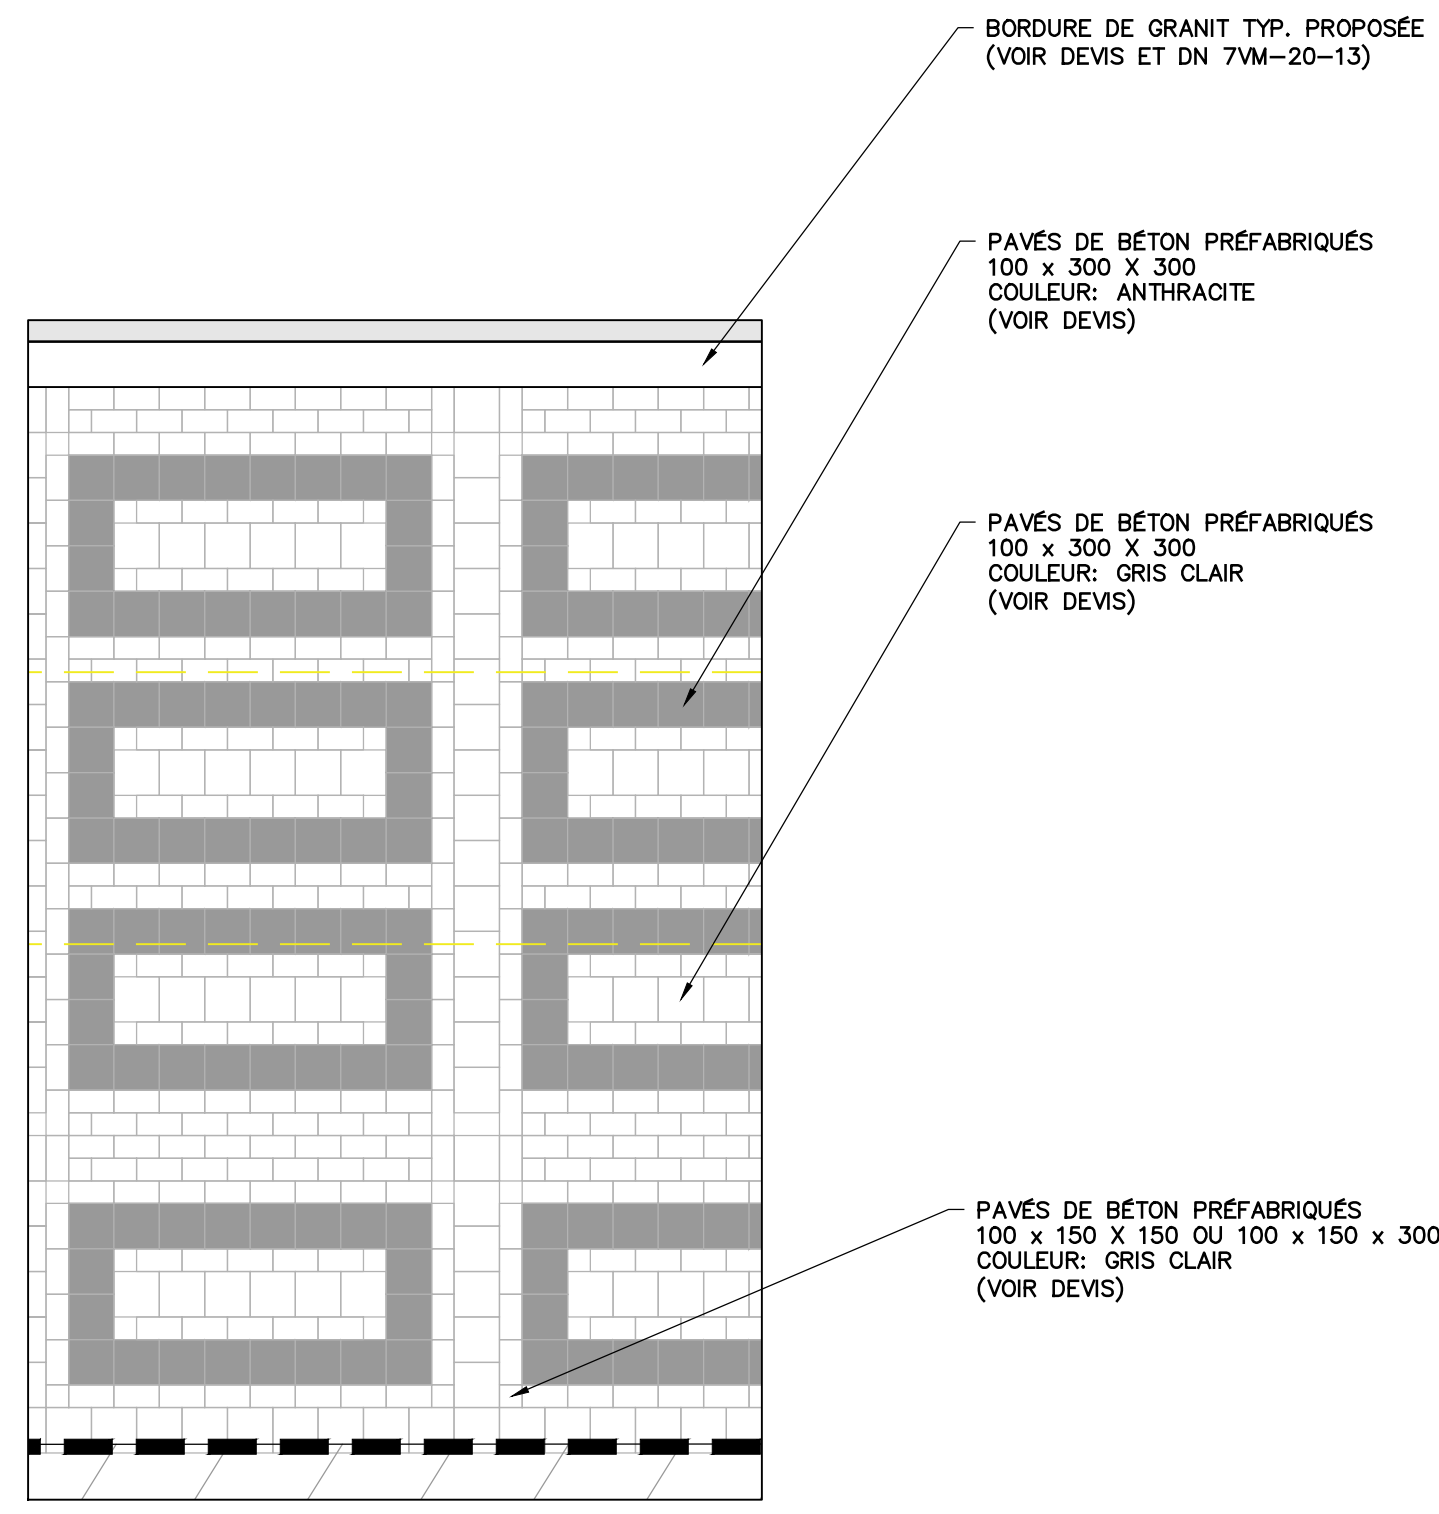 BORDURE DE GRANIT TYP. PROPOSÉE
(VOIR DEVIS ET DN 7VM-20-13)
PAVÉS DE BÉTON PRÉFABRIQUÉS
100 x 300 X 300
COULEUR: ANTHRACITE
(VOIR DEVIS)
PAVÉS DE BÉTON PRÉFABRIQUÉS
100 x 300 X 300
COULEUR: GRIS CLAIR
(VOIR DEVIS)
PAVÉS DE BÉTON PRÉFABRIQUÉS
100 x 150 X 150 OU 100 x 150 x 300
COULEUR: GRIS CLAIR
(VOIR DEVIS)